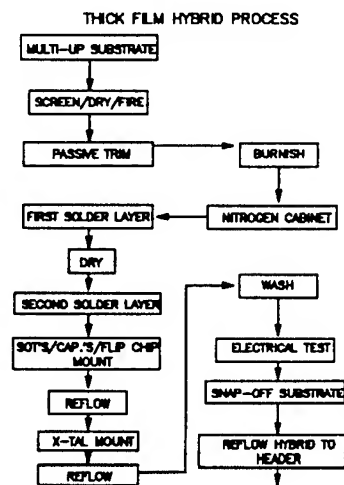 THICK FILM HYBRID PROCESS
MULTI-UP SUBSTRATE
SCREEN/DRY/FIRE
PASSIVE TRIM
BURNISH
NITROGEN CABINET
FIRST SOLDER LAYER
DRY
SECOND SOLDER LAYER
SOT'S/CAP.'S/FLIP CHIP
MOUNT
REFLOW
X-TAL MOUNT
REFLOW
WASH
ELECTRICAL TEST
SNAP-OFF SUBSTRATE
REFLOW HYBRID TO
HEADER